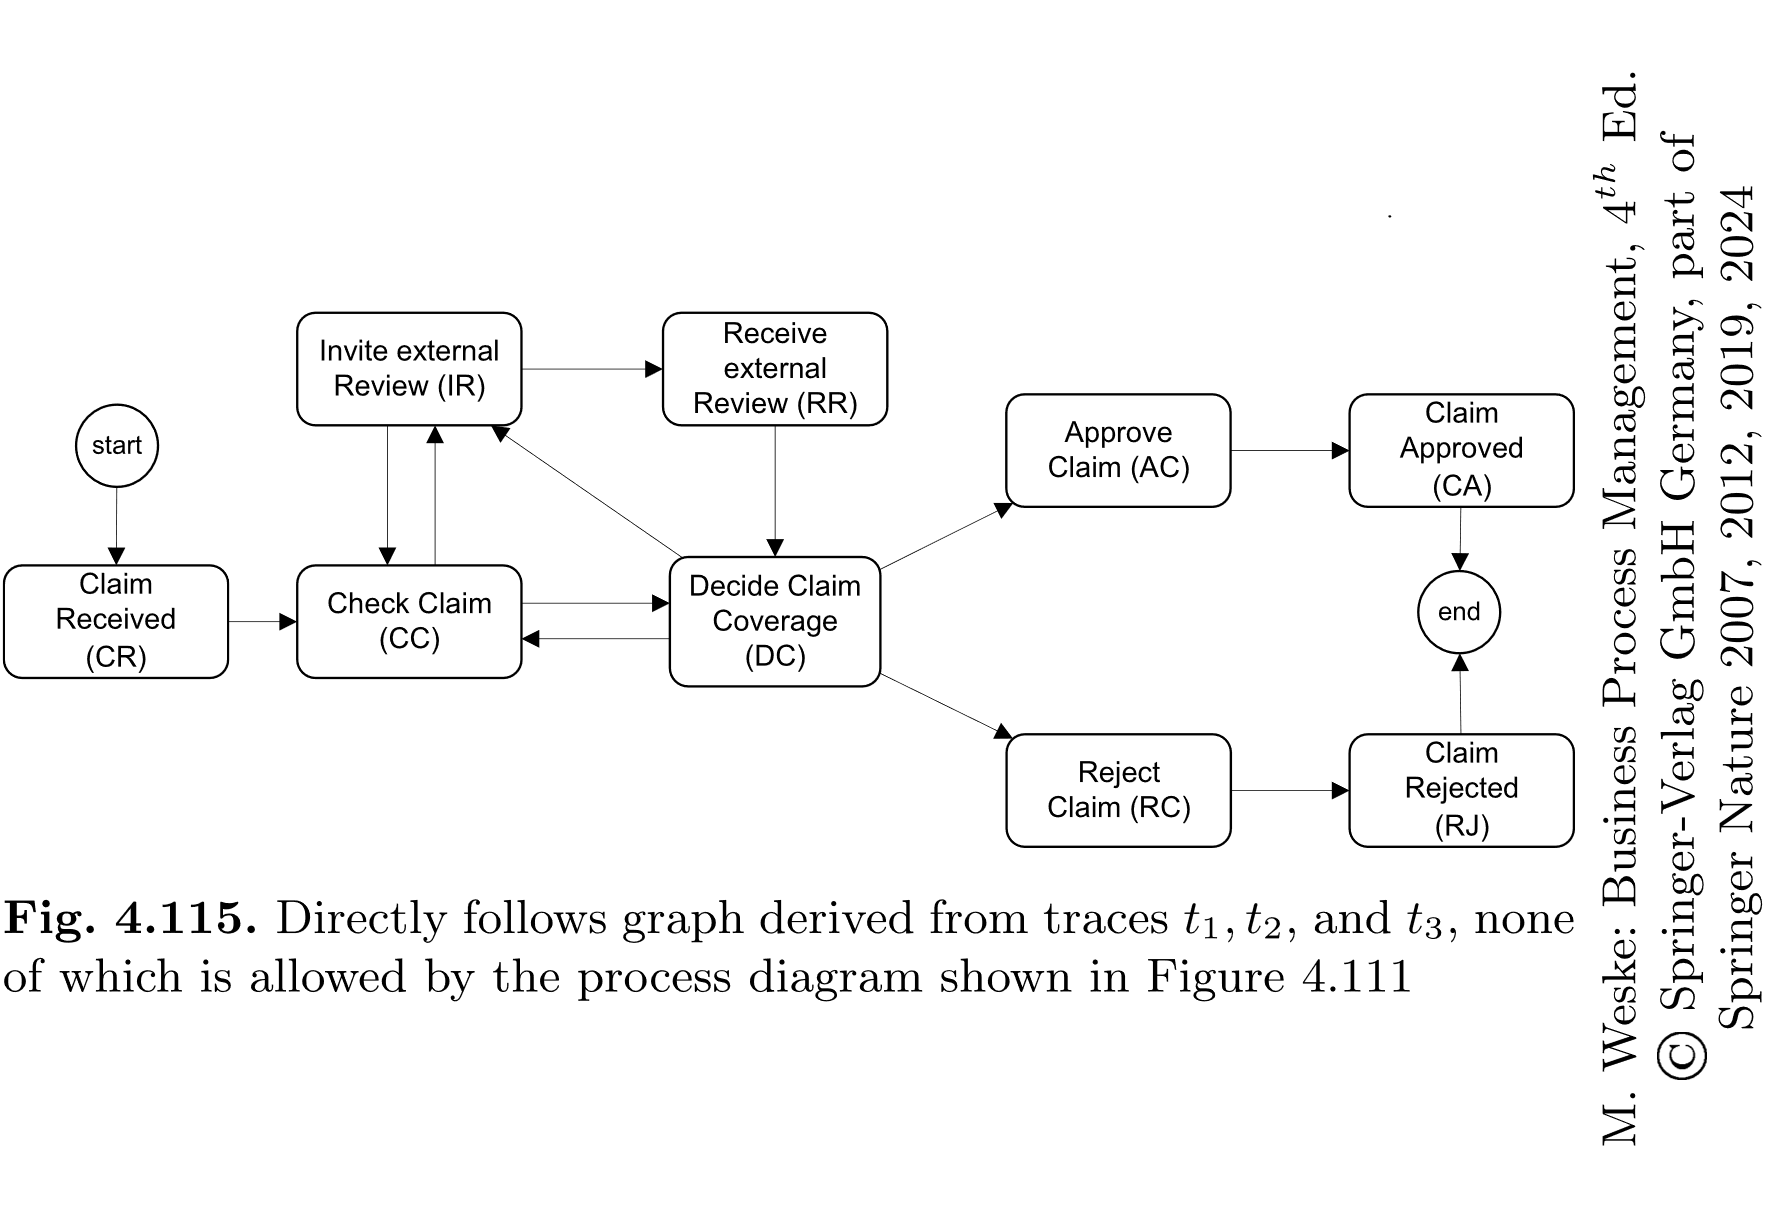 Invite external
Review (IR)
Receive
external
Review (RR)
start
Approve
Claim (AC)
Claim
Approved
(CA)
Claim
Received
(CR)
Check Claim
(CC)
Decide Claim
Coverage
(DC)
end
Reject
Claim (RC)
Claim
Rejected
(RJ)
Fig. 4.115. Directly follows graph derived from traces t₁, t₂, and t₃, none
of which is allowed by the process diagram shown in Figure 4.111
M. Weske: Business Process Management, 4ᵗʰ Ed.
© Springer-Verlag GmbH Germany, part of
Springer Nature 2007, 2012, 2019, 2024